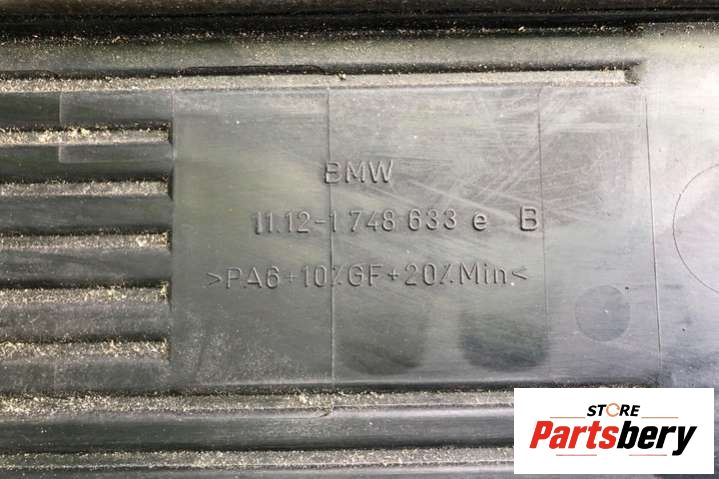 BMW
11.12-1 748 633 e B
>PA6+10%GF+20%Min<
STORE
Partsbery